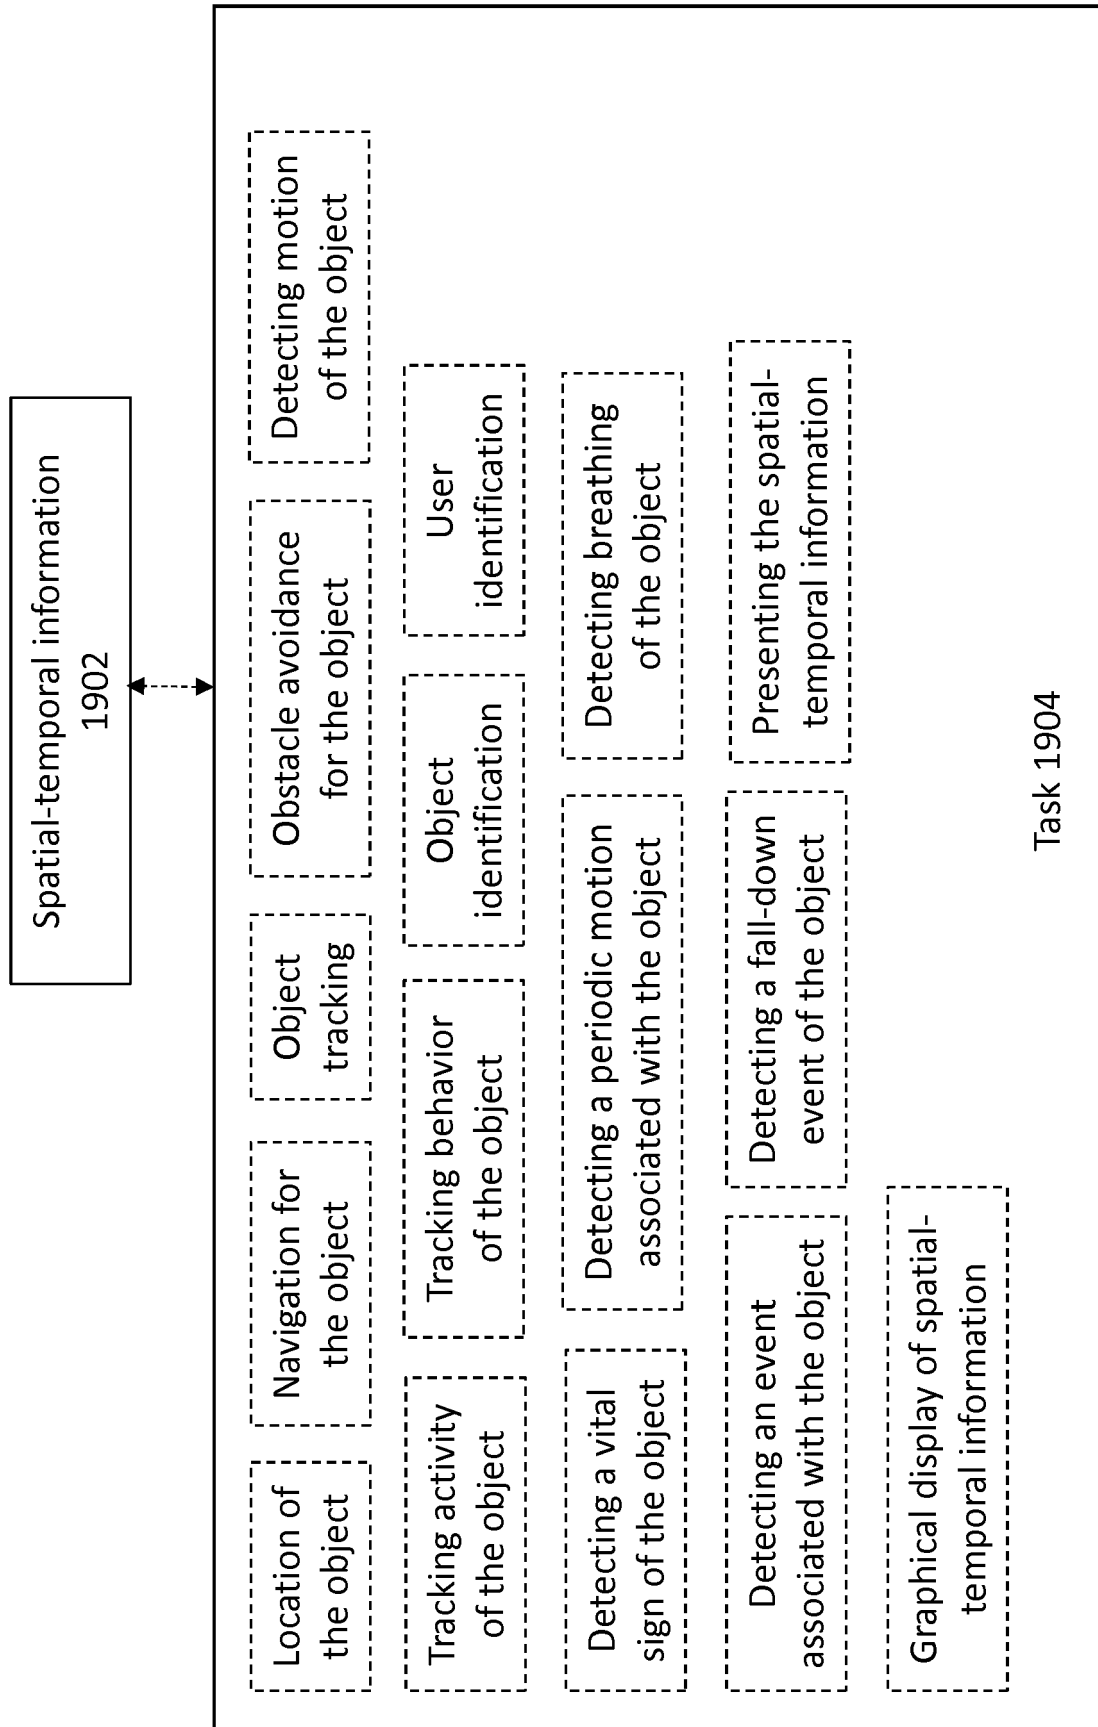 Spatial-temporal information
1902
Location of
the object
Navigation for
the object
Object
tracking
Obstacle avoidance
for the object
Detecting motion
of the object
Tracking activity
of the object
Tracking behavior
of the object
Object
identification
User
identification
Detecting a vital
sign of the object
Detecting a periodic motion
associated with the object
Detecting breathing
of the object
Detecting an event
associated with the object
Detecting a fall-down
event of the object
Presenting the spatial-
temporal information
Graphical display of spatial-
temporal information
Task 1904